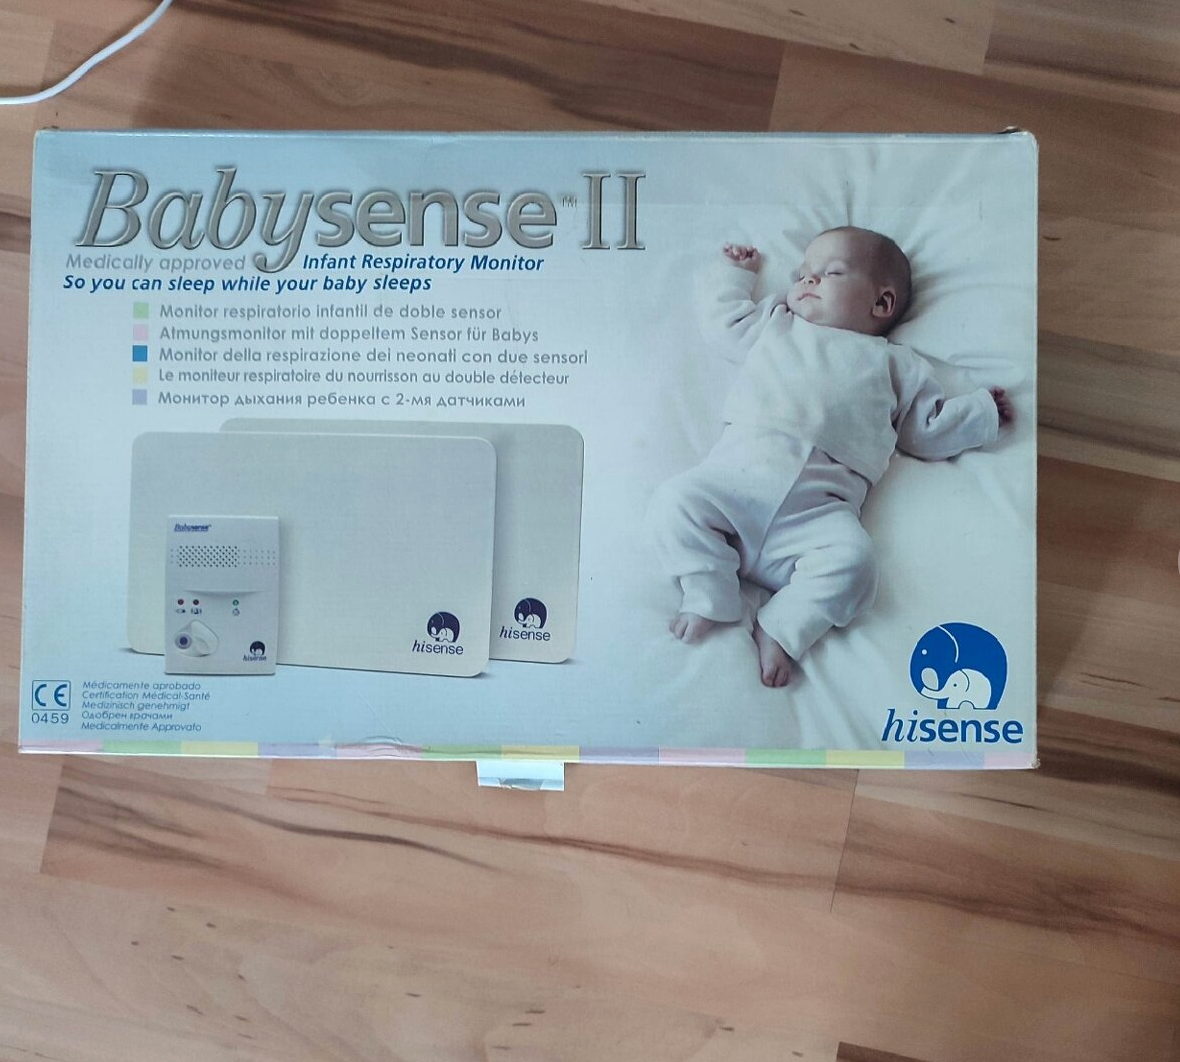 Babysense™II
Medically approved Infant Respiratory Monitor
So you can sleep while your baby sleeps
Monitor respiratorio infantil de doble sensor
Atmungsmonitor mit doppeltem Sensor für Babys
Monitor della respirazione dei neonati con due sensori
Le moniteur respiratoire du nourrisson au double détecteur
Монитор дыхания ребенка с 2-мя датчиками
Babysense
hisense
hisense
hisense
CE
0459
Médicamente aprobado
Certification Médical-Santé
Medizinisch genehmigt
Одобрен врачами
Medicalmente Approvato
hisense